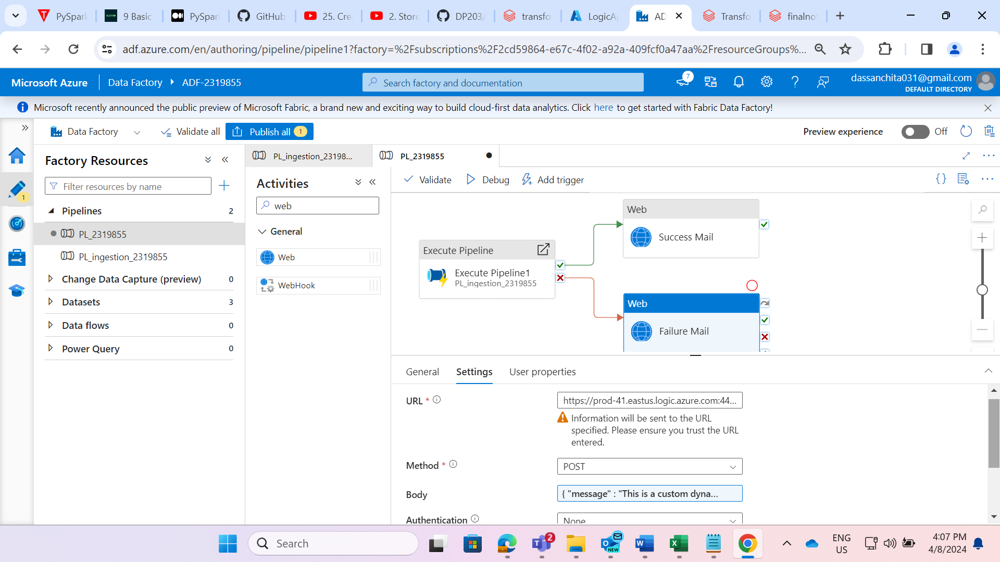 PySpark
9 Basic
PySpark
GitHub
25. Cre
2. Store
DP203/
transfo
LogicAp
AD
Transfo
finalnot
adf.azure.com/en/authoring/pipeline/pipeline1?factory=%2Fsubscriptions%2F2cd59864-e67c-4f02-a92a-409fcf0a47aa%2FresourceGroups%...
Microsoft Azure
Data Factory
ADF-2319855
Search factory and documentation
7
dassanchita031@gmail.com
DEFAULT DIRECTORY
Microsoft recently announced the public preview of Microsoft Fabric, a brand new and exciting way to build cloud-first data analytics. Click here to get started with Fabric Data Factory!
Data Factory
Validate all
Publish all 1
Preview experience
Off
Factory Resources
Filter resources by name
1
Pipelines 2
PL_2319855
PL_ingestion_2319855
Change Data Capture (preview) 0
Datasets 3
Data flows 0
Power Query 0
PL_ingestion_23198...
PL_2319855
Activities
web
General
Web
WebHook
Validate
Debug
Add trigger
Execute Pipeline
Execute Pipeline1
PL_ingestion_2319855
Web
Success Mail
Web
Failure Mail
General
Settings
User properties
URL *
https://prod-41.eastus.logic.azure.com:44...
Information will be sent to the URL
specified. Please ensure you trust the URL
entered.
Method *
POST
Body
{ "message" : "This is a custom dyna...
Authentication
None
Search
2
NEW
ENG
US
4:07 PM
4/8/2024